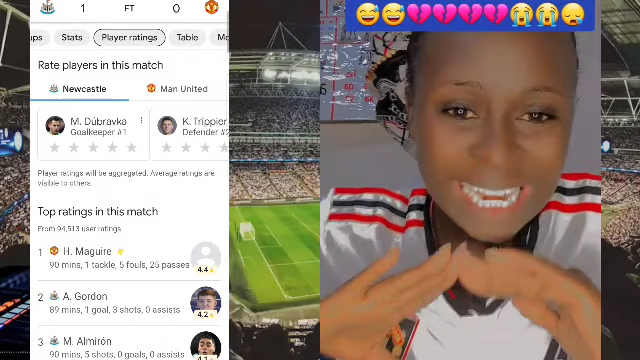 1 FT 0
ups Stats Player ratings Table
Rate players in this match
Newcastle Man United
M. Dúbravka K. Trippier
Goalkeeper #1 Defender #2
Player ratings will be aggregated. Average ratings are
visible to others.
Top ratings in this match
From 94,513 user ratings
1 H. Maguire
90 mins, 1 tackle, 5 fouls, 25 passes
4.4
2 A. Gordon
89 mins, 1 goal, 3 shots, 0 assists
4.2
3 M. Almirón
90 mins, 5 shots, 0 goals, 0 assists